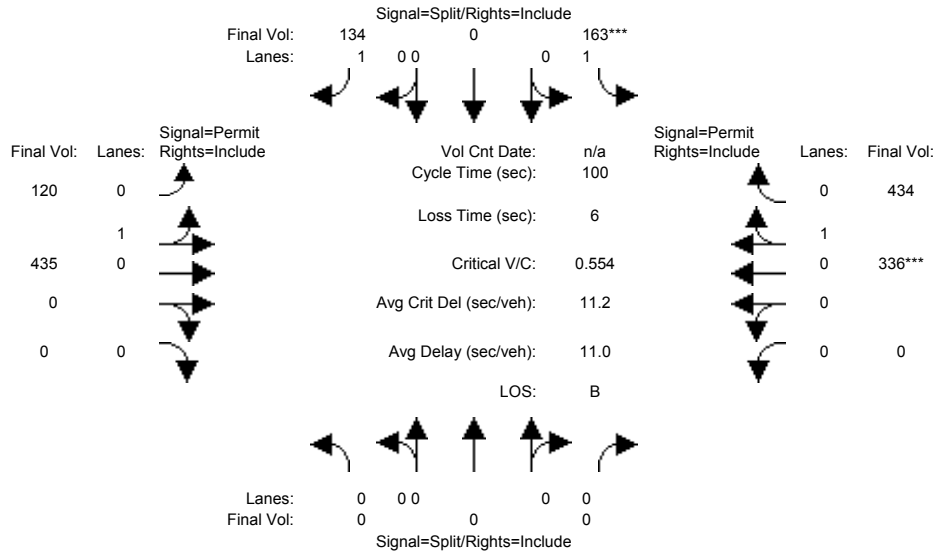 Signal=Split/Rights=Include
Final Vol: 134 0 163***
Lanes: 1 0 0 0 1
Signal=Permit Signal=Permit
Final Vol: Lanes: Rights=Include Vol Cnt Date: n/a Rights=Include Lanes: Final Vol:
Cycle Time (sec): 100
120 0 0 434
Loss Time (sec): 6
1 1
435 0 Critical V/C: 0.554 0 336***
0 Avg Crit Del (sec/veh): 11.2 0
0 0 Avg Delay (sec/veh): 11.0 0 0
LOS: B
Lanes: 0 0 0 0 0
Final Vol: 0 0 0
Signal=Split/Rights=Include